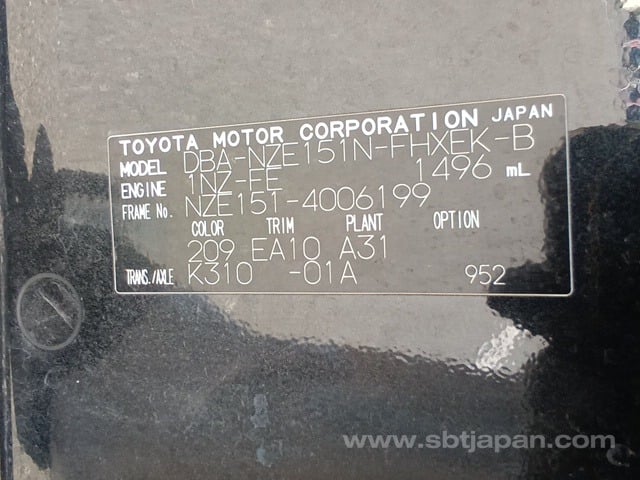 TOYOTA MOTOR CORPORATION JAPAN
MODEL DBA-NZE151N-FHXEK-B
ENGINE 1NZ-FE 1496 mL
FRAME No. NZE151-4006199
COLOR TRIM PLANT OPTION
209 EA10 A31
TRANS./AXLE K310 -01A 952
www.sbtjapan.com